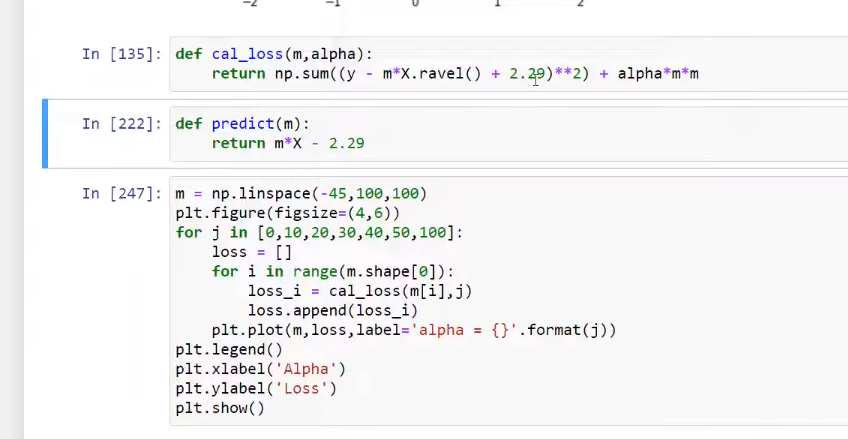 -2 -1 0 1 2
In [135]: def cal_loss(m,alpha):
    return np.sum((y - m*X.ravel() + 2.29)**2) + alpha*m*m
In [222]: def predict(m):
    return m*X - 2.29
In [247]: m = np.linspace(-45,100,100)
plt.figure(figsize=(4,6))
for j in [0,10,20,30,40,50,100]:
    loss = []
    for i in range(m.shape[0]):
        loss_i = cal_loss(m[i],j)
        loss.append(loss_i)
    plt.plot(m,loss,label='alpha = {}'.format(j))
plt.legend()
plt.xlabel('Alpha')
plt.ylabel('Loss')
plt.show()